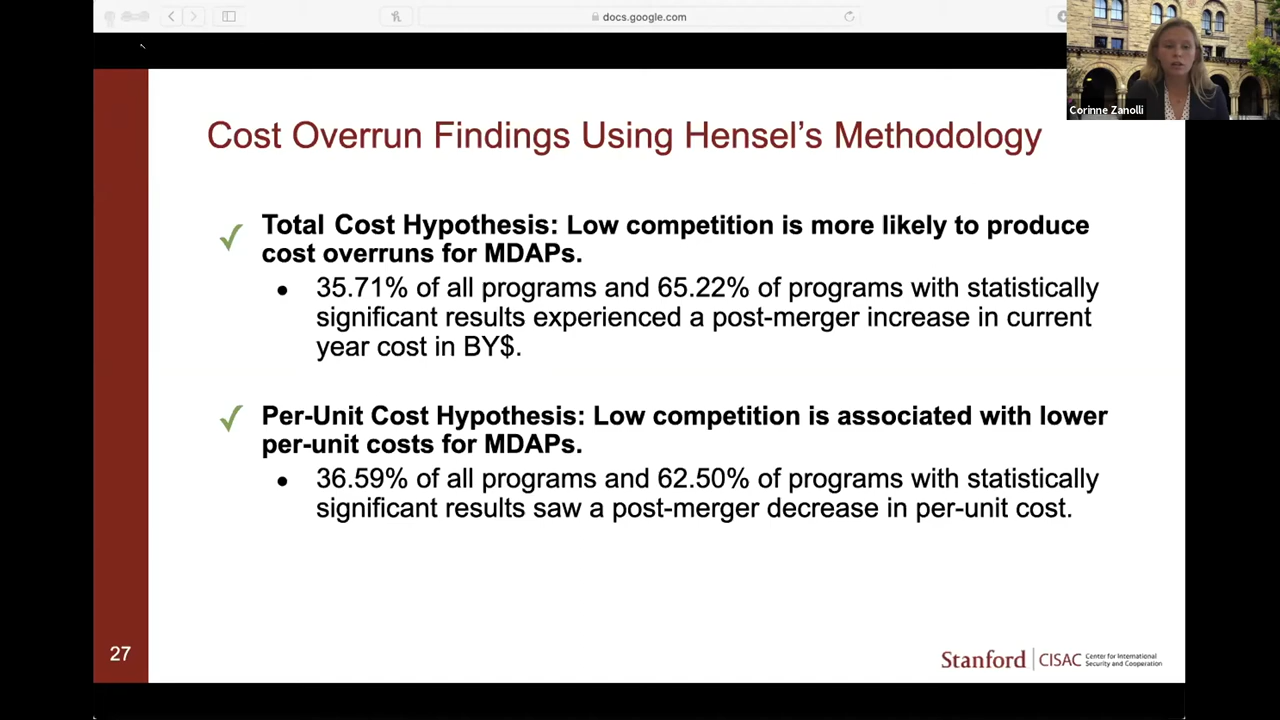 docs.google.com
Corinne Zanolli
Cost Overrun Findings Using Hensel's Methodology
✓ Total Cost Hypothesis: Low competition is more likely to produce
cost overruns for MDAPs.
● 35.71% of all programs and 65.22% of programs with statistically
significant results experienced a post-merger increase in current
year cost in BY$.
✓ Per-Unit Cost Hypothesis: Low competition is associated with lower
per-unit costs for MDAPs.
● 36.59% of all programs and 62.50% of programs with statistically
significant results saw a post-merger decrease in per-unit cost.
27
Stanford | CISAC Center for International
Security and Cooperation